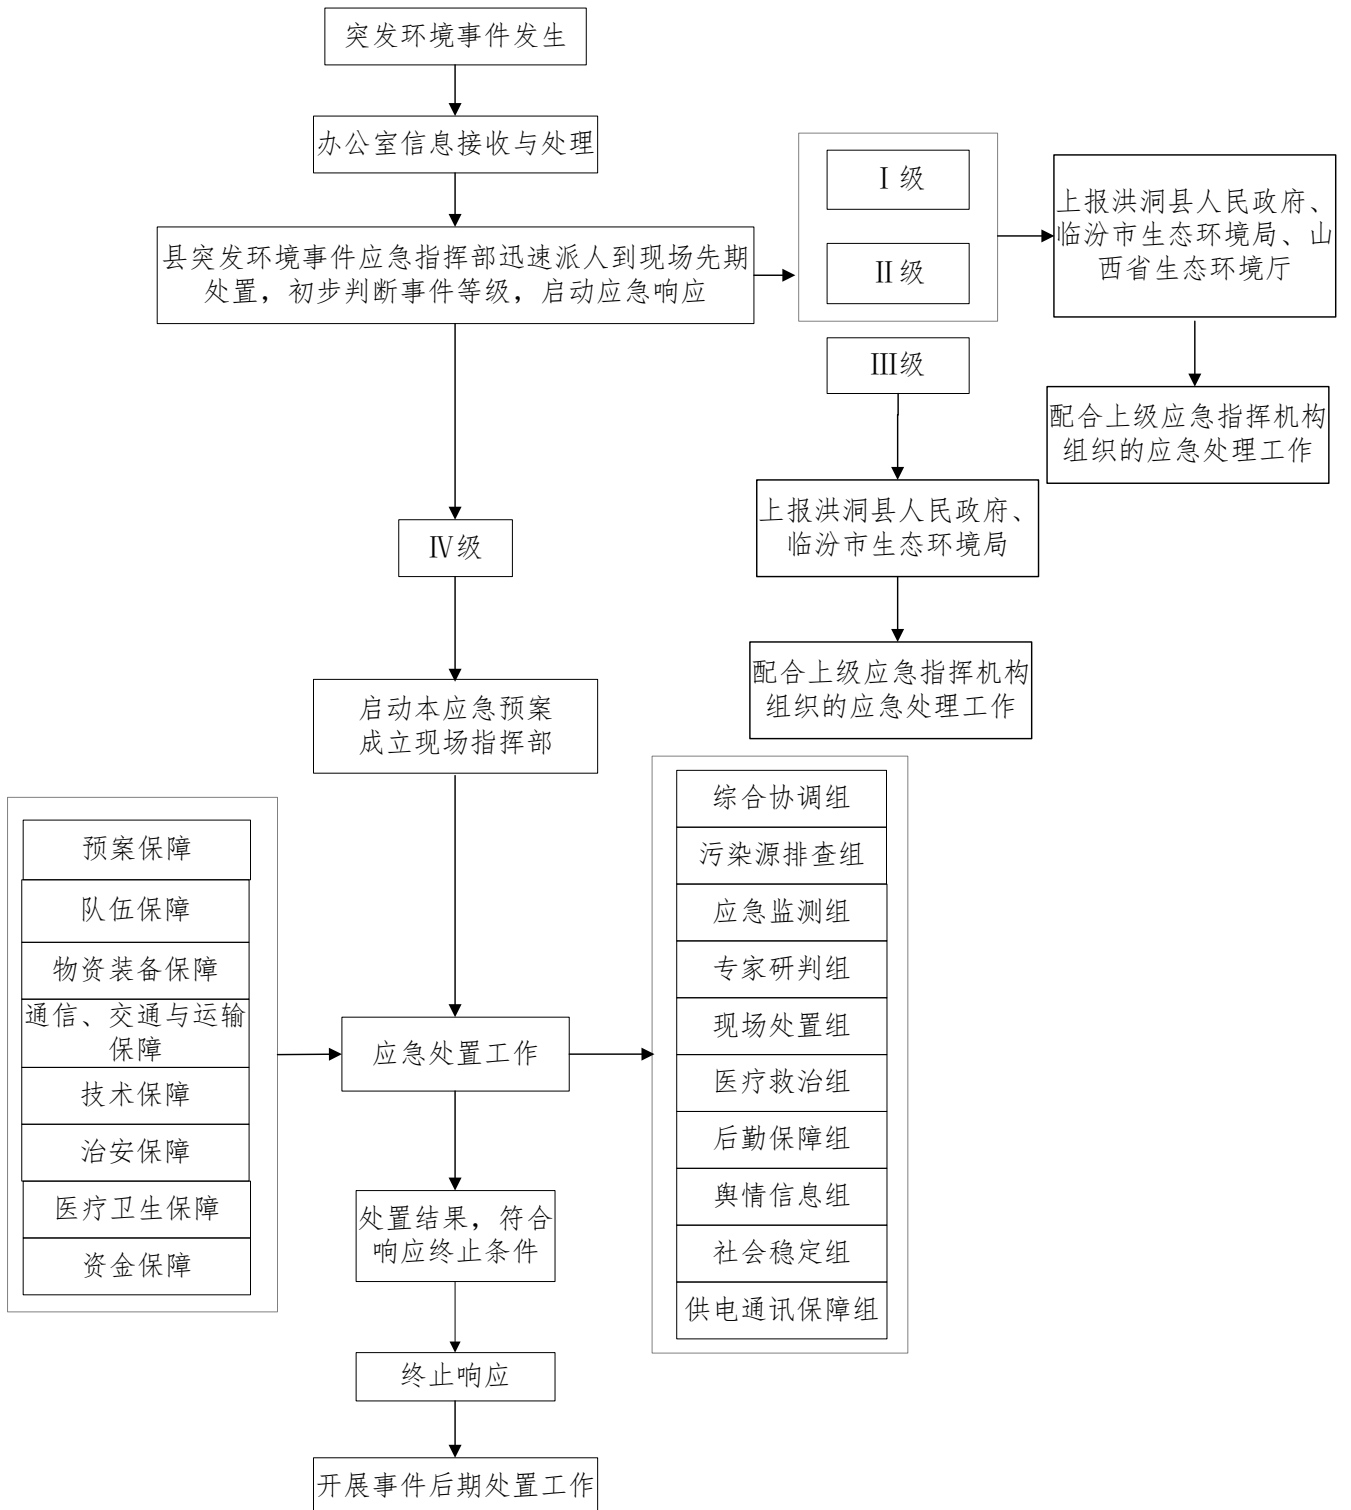 突发环境事件发生
办公室信息接收与处理
县突发环境事件应急指挥部迅速派人到现场先期
处置，初步判断事件等级，启动应急响应
Ⅰ级
Ⅱ级
上报洪洞县人民政府、
临汾市生态环境局、山
西省生态环境厅
配合上级应急指挥机构
组织的应急处理工作
Ⅲ级
上报洪洞县人民政府、
临汾市生态环境局
配合上级应急指挥机构
组织的应急处理工作
Ⅳ级
启动本应急预案
成立现场指挥部
预案保障
队伍保障
物资装备保障
通信、交通与运输
保障
技术保障
治安保障
医疗卫生保障
资金保障
应急处置工作
综合协调组
污染源排查组
应急监测组
专家研判组
现场处置组
医疗救治组
后勤保障组
舆情信息组
社会稳定组
供电通讯保障组
处置结果，符合
响应终止条件
终止响应
开展事件后期处置工作